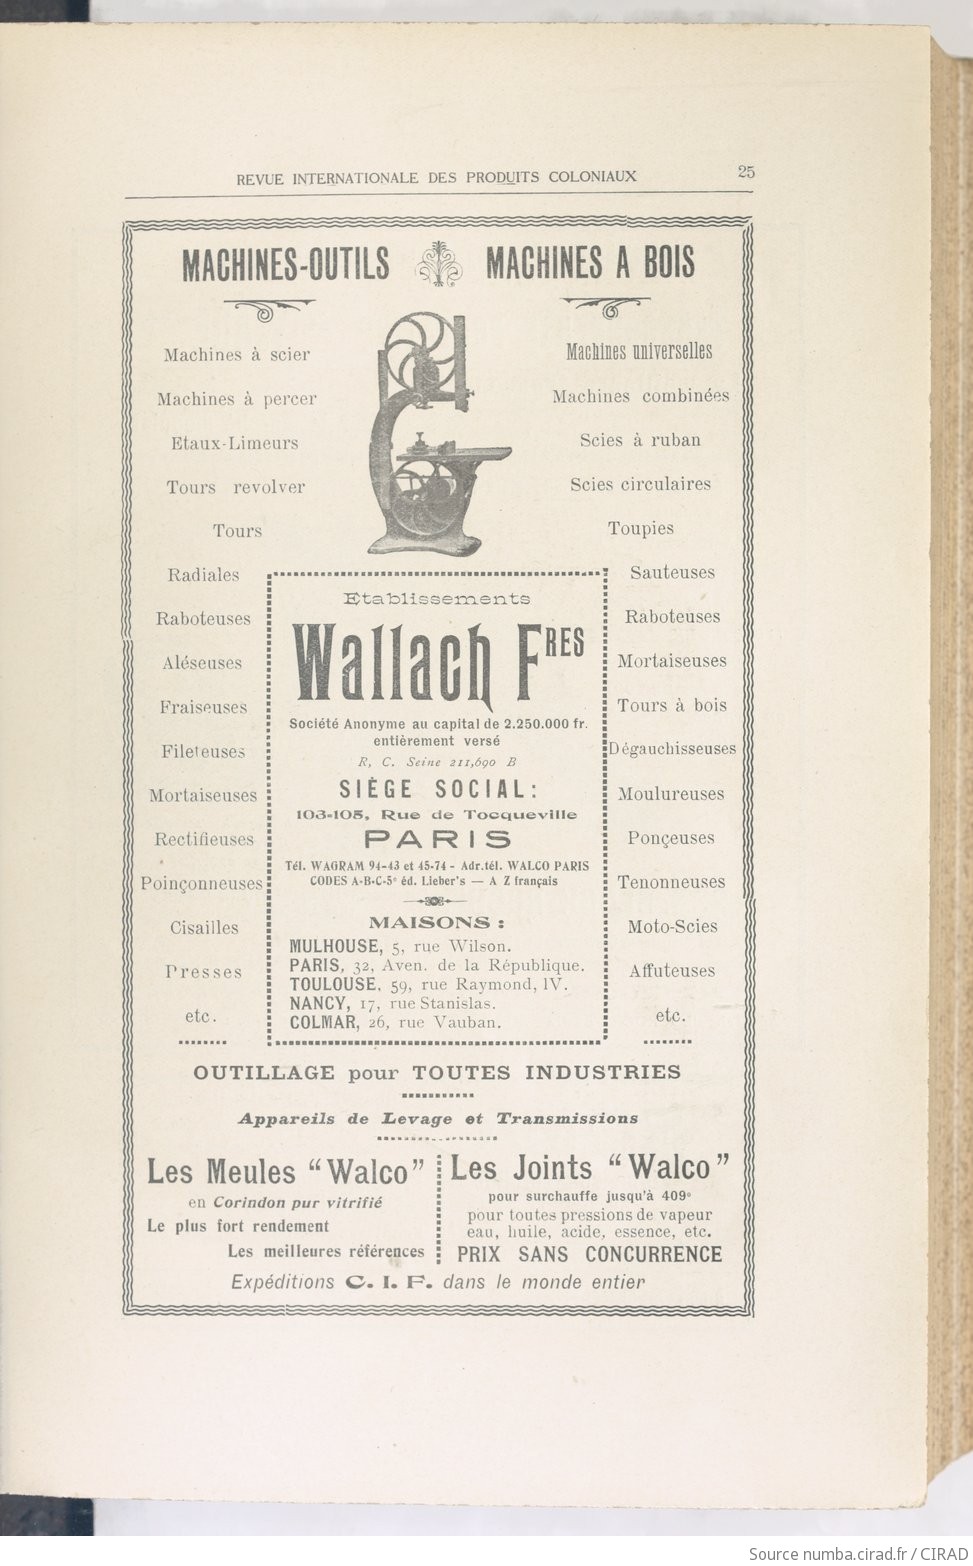 REVUE INTERNATIONALE DES PRODUITS COLONIAUX 25
MACHINES-OUTILS
MACHINES A BOIS
Machines à scier
Machines à percer
Etaux-Limeurs
Tours revolver
Tours
Radiales
Raboteuses
Aléseuses
Fraiseuses
Fileteuses
Mortaiseuses
Rectifieuses
Poinçonneuses
Cisailles
Presses
etc.
Machines universelles
Machines combinées
Scies à ruban
Scies circulaires
Toupies
Sauteuses
Raboteuses
Mortaiseuses
Tours à bois
Dégauchisseuses
Moulureuses
Ponçeuses
Tenonneuses
Moto-Scies
Affuteuses
etc.
Etablissements
Wallach FRES
Société Anonyme au capital de 2.250.000 fr.
entièrement versé
R. C. Seine 211,690 B
SIÈGE SOCIAL:
103-105, Rue de Tocqueville
PARIS
Tél. WAGRAM 94-43 et 45-74 - Adr.tél. WALCO PARIS
CODES A-B-C-5e éd. Lieber's — A Z français
MAISONS :
MULHOUSE, 5, rue Wilson.
PARIS, 32, Aven. de la République.
TOULOUSE, 59, rue Raymond, IV.
NANCY, 17, rue Stanislas.
COLMAR, 26, rue Vauban.
OUTILLAGE pour TOUTES INDUSTRIES
Appareils de Levage et Transmissions
Les Meules “Walco”
en Corindon pur vitrifié
Le plus fort rendement
Les meilleures références
Les Joints “Walco”
pour surchauffe jusqu'à 409°
pour toutes pressions de vapeur
eau, huile, acide, essence, etc.
PRIX SANS CONCURRENCE
Expéditions C. I. F. dans le monde entier
Source numba.cirad.fr / CIRAD